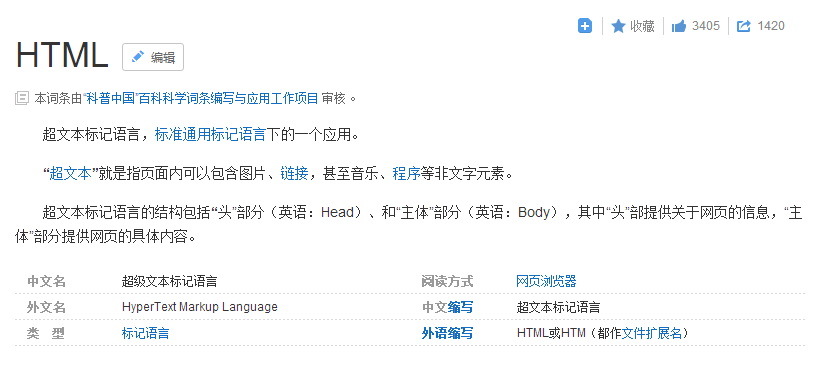 收藏 3405 1420
HTML 编辑
本词条由“科普中国”百科科学词条编写与应用工作项目 审核 。
超文本标记语言，标准通用标记语言下的一个应用。
“超文本”就是指页面内可以包含图片、链接，甚至音乐、程序等非文字元素。
超文本标记语言的结构包括“头”部分（英语：Head）、和“主体”部分（英语：Body），其中“头”部提供关于网页的信息，“主
体”部分提供网页的具体内容。
中文名 超级文本标记语言 阅读方式 网页浏览器
外文名 HyperText Markup Language 中文缩写 超文本标记语言
类 型 标记语言 外语缩写 HTML或HTM（都作文件扩展名）